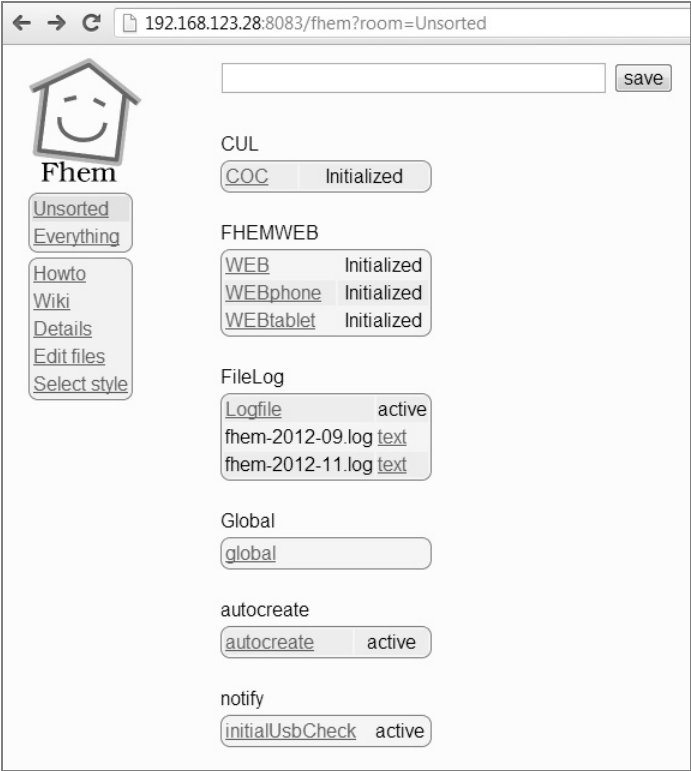 192.168.123.28:8083/fhem?room=Unsorted
save
Fhem
Unsorted
Everything
Howto
Wiki
Details
Edit files
Select style
CUL
COC Initialized
FHEMWEB
WEB Initialized
WEBphone Initialized
WEBtablet Initialized
FileLog
Logfile active
fhem-2012-09.log text
fhem-2012-11.log text
Global
global
autocreate
autocreate active
notify
initialUsbCheck active